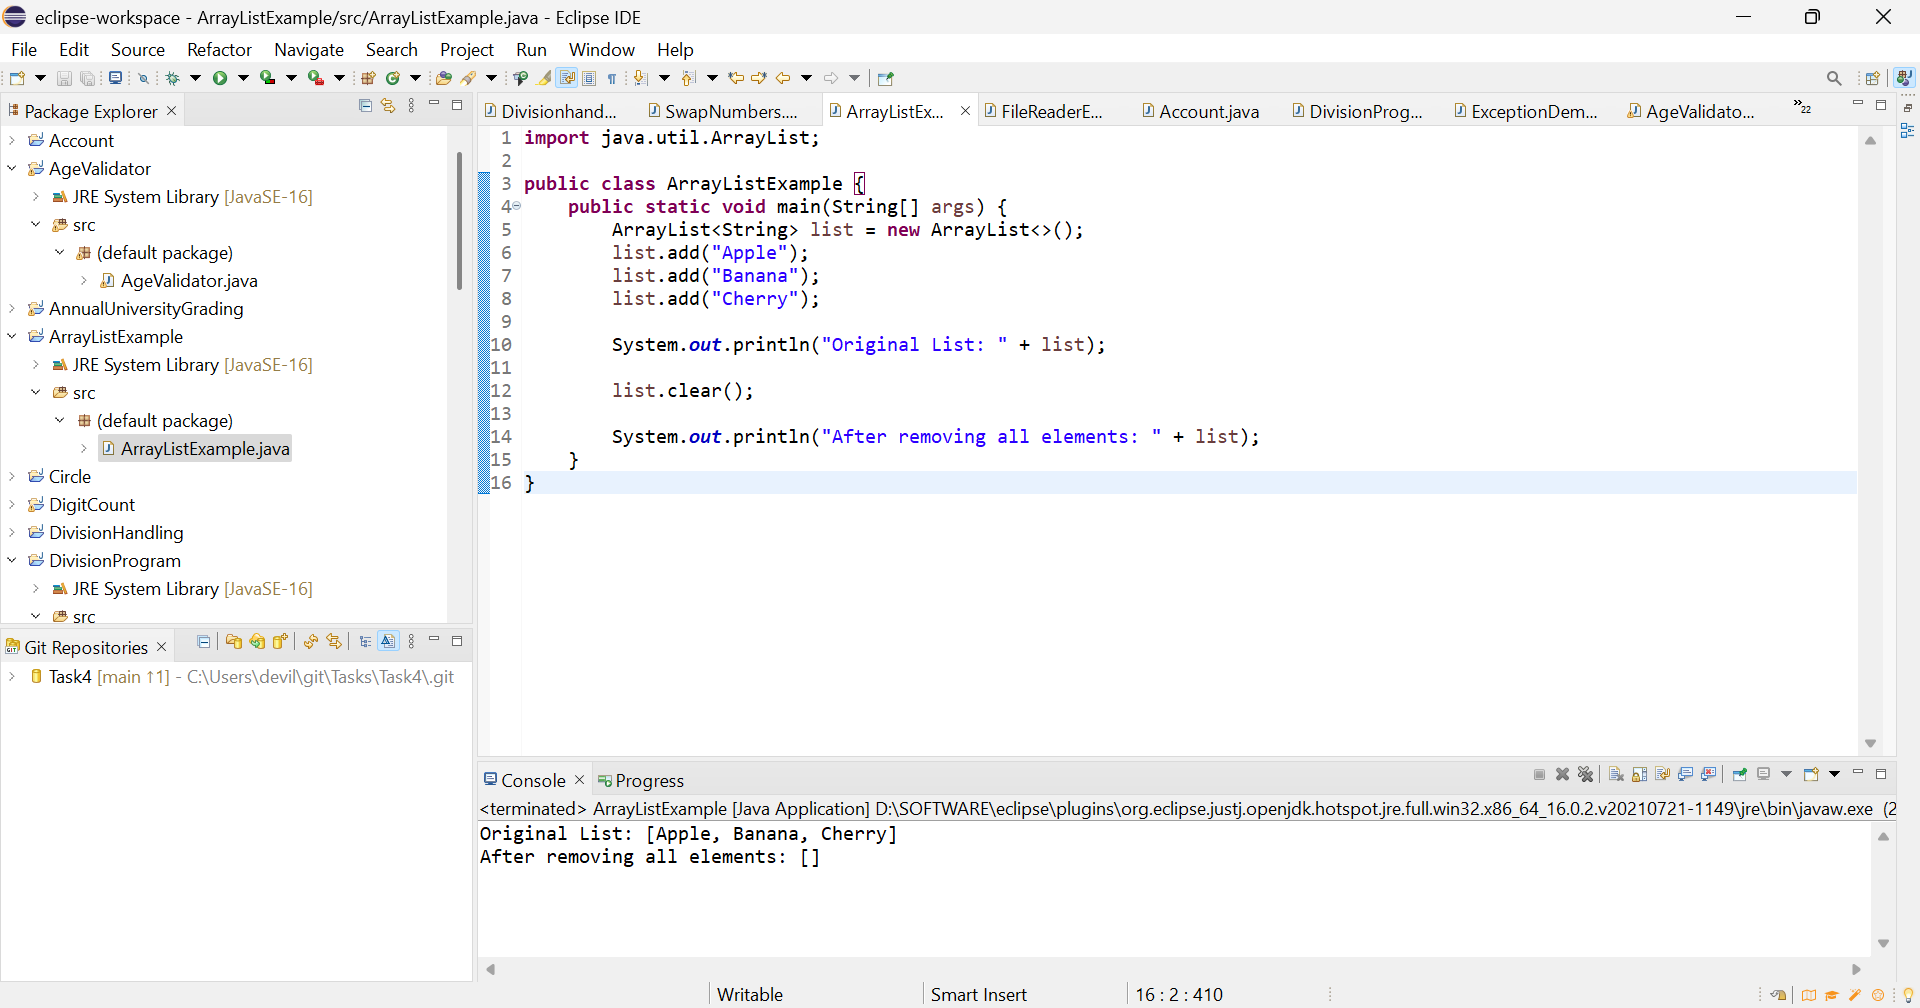 eclipse-workspace - ArrayListExample/src/ArrayListExample.java - Eclipse IDE
File Edit Source Refactor Navigate Search Project Run Window Help
Package Explorer
Account
AgeValidator
JRE System Library [JavaSE-16]
src
(default package)
AgeValidator.java
AnnualUniversityGrading
ArrayListExample
JRE System Library [JavaSE-16]
src
(default package)
ArrayListExample.java
Circle
DigitCount
DivisionHandling
DivisionProgram
JRE System Library [JavaSE-16]
src
Git Repositories
Task4 [main ↑1] - C:\Users\devil\git\Tasks\Task4\.git
Divisionhand... SwapNumbers.... ArrayListEx... FileReaderE... Account.java DivisionProg... ExceptionDem... AgeValidato... »22
1 import java.util.ArrayList;
2
3 public class ArrayListExample {
4 public static void main(String[] args) {
5 ArrayList<String> list = new ArrayList<>();
6 list.add("Apple");
7 list.add("Banana");
8 list.add("Cherry");
9
10 System.out.println("Original List: " + list);
11
12 list.clear();
13
14 System.out.println("After removing all elements: " + list);
15 }
16 }
Console Progress
<terminated> ArrayListExample [Java Application] D:\SOFTWARE\eclipse\plugins\org.eclipse.justj.openjdk.hotspot.jre.full.win32.x86_64_16.0.2.v20210721-1149\jre\bin\javaw.exe (2
Original List: [Apple, Banana, Cherry]
After removing all elements: []
Writable Smart Insert 16 : 2 : 410